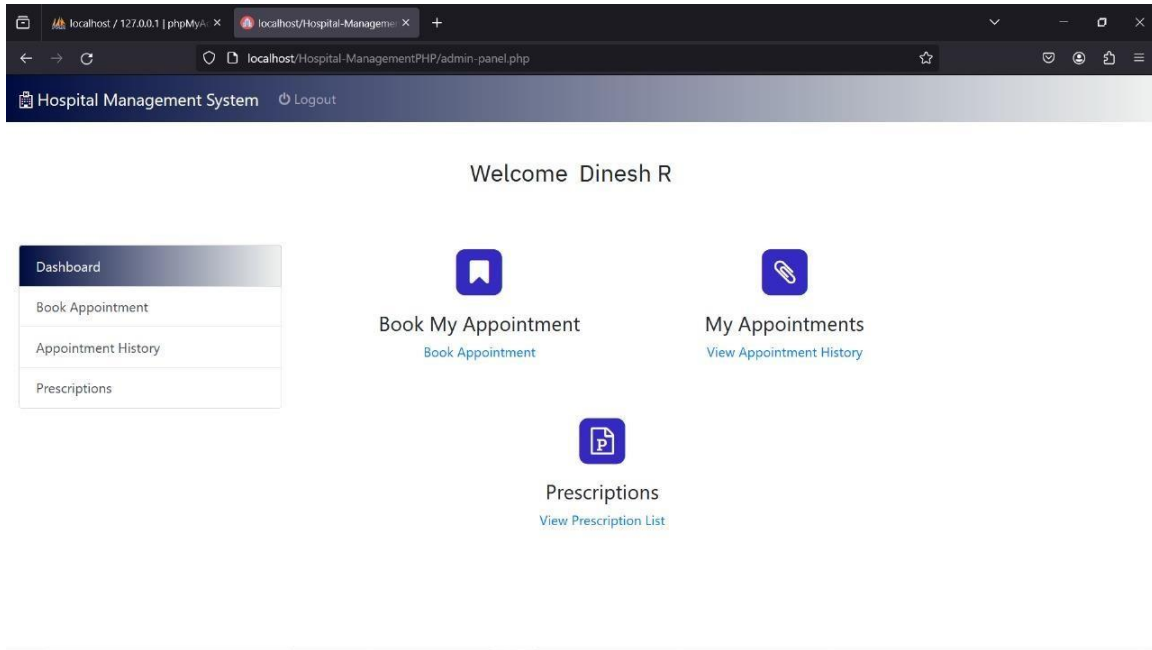 localhost / 127.0.0.1 | phpMyA
localhost/Hospital-Manageme
localhost/Hospital-ManagementPHP/admin-panel.php
Hospital Management System Logout
Welcome Dinesh R
Dashboard
Book Appointment
Appointment History
Prescriptions
Book My Appointment
Book Appointment
My Appointments
View Appointment History
P
Prescriptions
View Prescription List